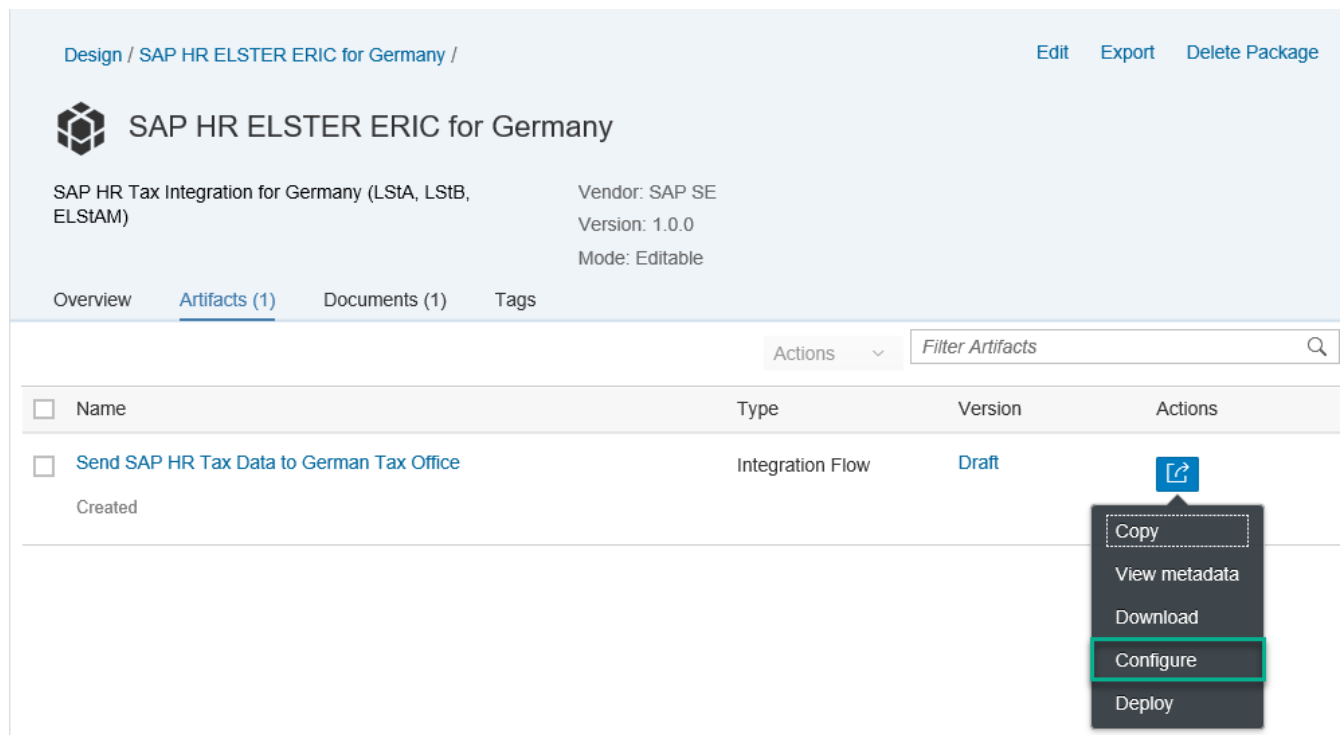 Design / SAP HR ELSTER ERIC for Germany /
Edit Export Delete Package
SAP HR ELSTER ERIC for Germany
SAP HR Tax Integration for Germany (LStA, LStB,
ELStAM)
Vendor: SAP SE
Version: 1.0.0
Mode: Editable
Overview Artifacts (1) Documents (1) Tags
Actions Filter Artifacts
Name Type Version Actions
Send SAP HR Tax Data to German Tax Office Integration Flow Draft
Created
Copy
View metadata
Download
Configure
Deploy